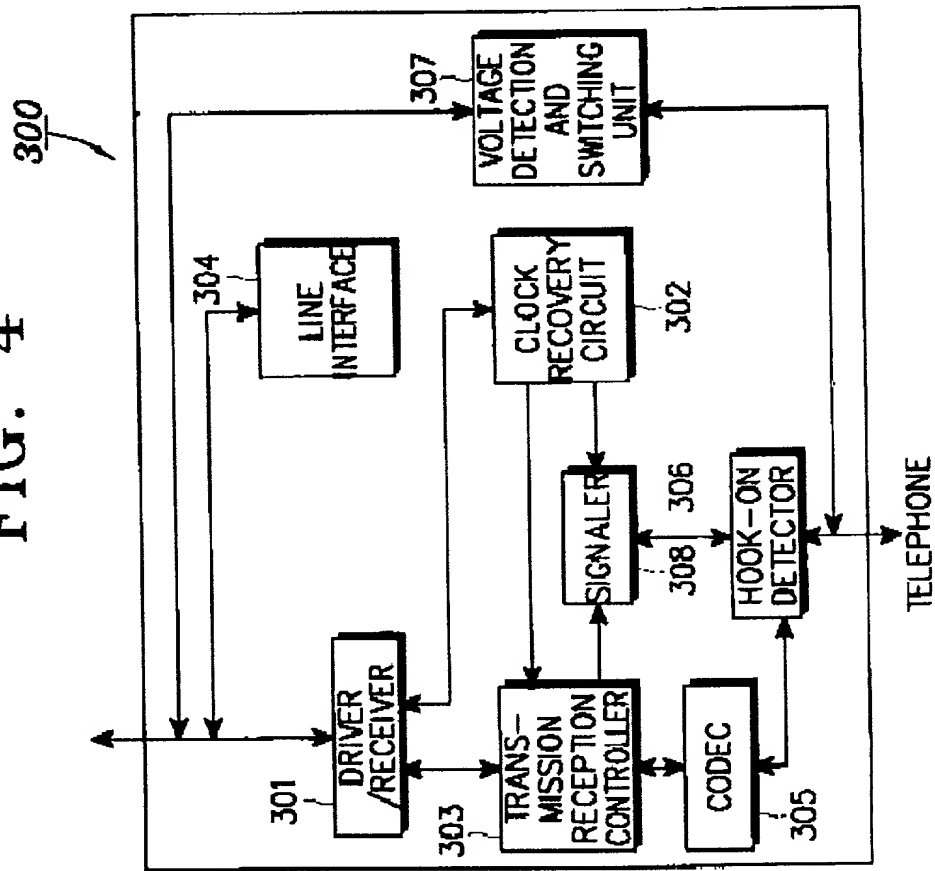 FIG. 4
300
307
VOLTAGE
DETECTION
AND
SWITCHING
UNIT
304
LINE
INTERFACE
CLOCK
RECOVERY
CIRCUIT
302
301
DRIVER
/RECEIVER
303
TRANS-
MISSION
RECEPTION
CONTROLLER
SIGNALER
308
306
HOOK-ON
DETECTOR
CODEC
305
TELEPHONE